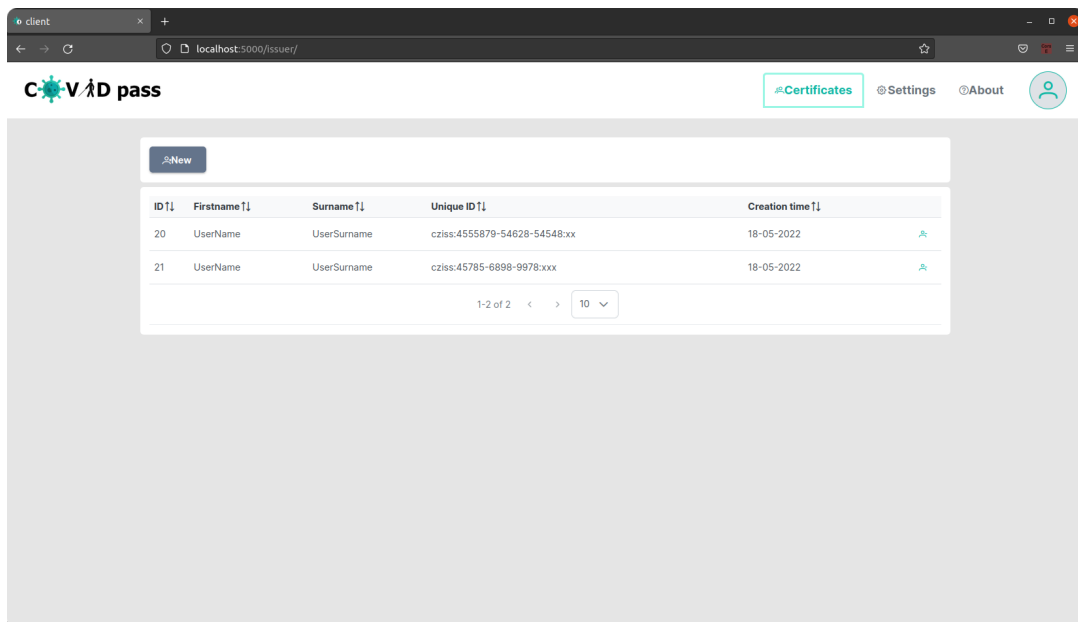 client
localhost:5000/issuer/
COVID pass
Certificates Settings About
New
ID Firstname Surname Unique ID Creation time
20 UserName UserSurname cziss:4555879-54628-54548:xx 18-05-2022
21 UserName UserSurname cziss:45785-6898-9978:xxx 18-05-2022
1-2 of 2 10